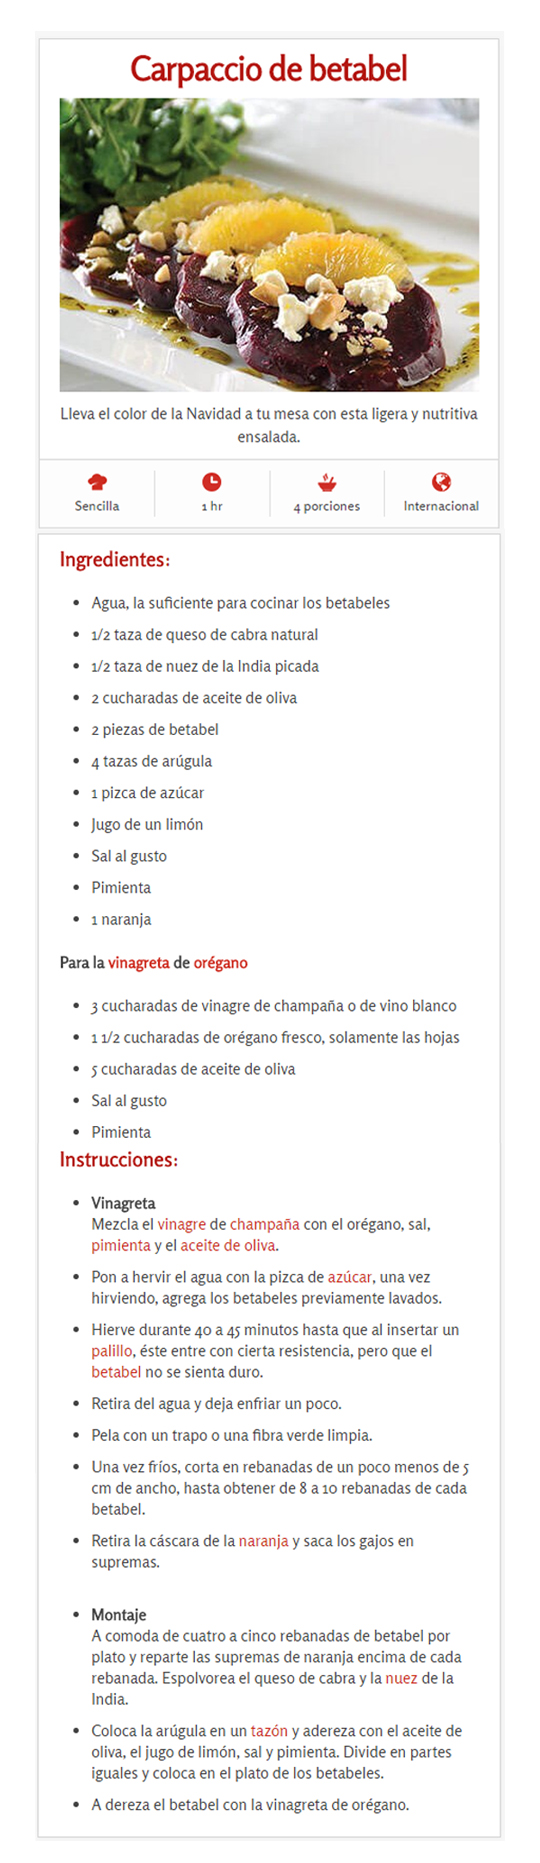 Carpaccio de betabel
Lleva el color de la Navidad a tu mesa con esta ligera y nutritiva
ensalada.
Sencilla
1 hr
4 porciones
Internacional
Ingredientes:
• Agua, la suficiente para cocinar los betabeles
• 1/2 taza de queso de cabra natural
• 1/2 taza de nuez de la India picada
• 2 cucharadas de aceite de oliva
• 2 piezas de betabel
• 4 tazas de arúgula
• 1 pizca de azúcar
• Jugo de un limón
• Sal al gusto
• Pimienta
• 1 naranja
Para la vinagreta de orégano
• 3 cucharadas de vinagre de champaña o de vino blanco
• 1 1/2 cucharadas de orégano fresco, solamente las hojas
• 5 cucharadas de aceite de oliva
• Sal al gusto
• Pimienta
Instrucciones:
• Vinagreta
Mezcla el vinagre de champaña con el orégano, sal,
pimienta y el aceite de oliva.
• Pon a hervir el agua con la pizca de azúcar, una vez
hirviendo, agrega los betabeles previamente lavados.
• Hierve durante 40 a 45 minutos hasta que al insertar un
palillo, éste entre con cierta resistencia, pero que el
betabel no se sienta duro.
• Retira del agua y deja enfriar un poco.
• Pela con un trapo o una fibra verde limpia.
• Una vez fríos, corta en rebanadas de un poco menos de 5
cm de ancho, hasta obtener de 8 a 10 rebanadas de cada
betabel.
• Retira la cáscara de la naranja y saca los gajos en
supremas.
• Montaje
A comoda de cuatro a cinco rebanadas de betabel por
plato y reparte las supremas de naranja encima de cada
rebanada. Espolvorea el queso de cabra y la nuez de la
India.
• Coloca la arúgula en un tazón y adereza con el aceite de
oliva, el jugo de limón, sal y pimienta. Divide en partes
iguales y coloca en el plato de los betabeles.
• A dereza el betabel con la vinagreta de orégano.